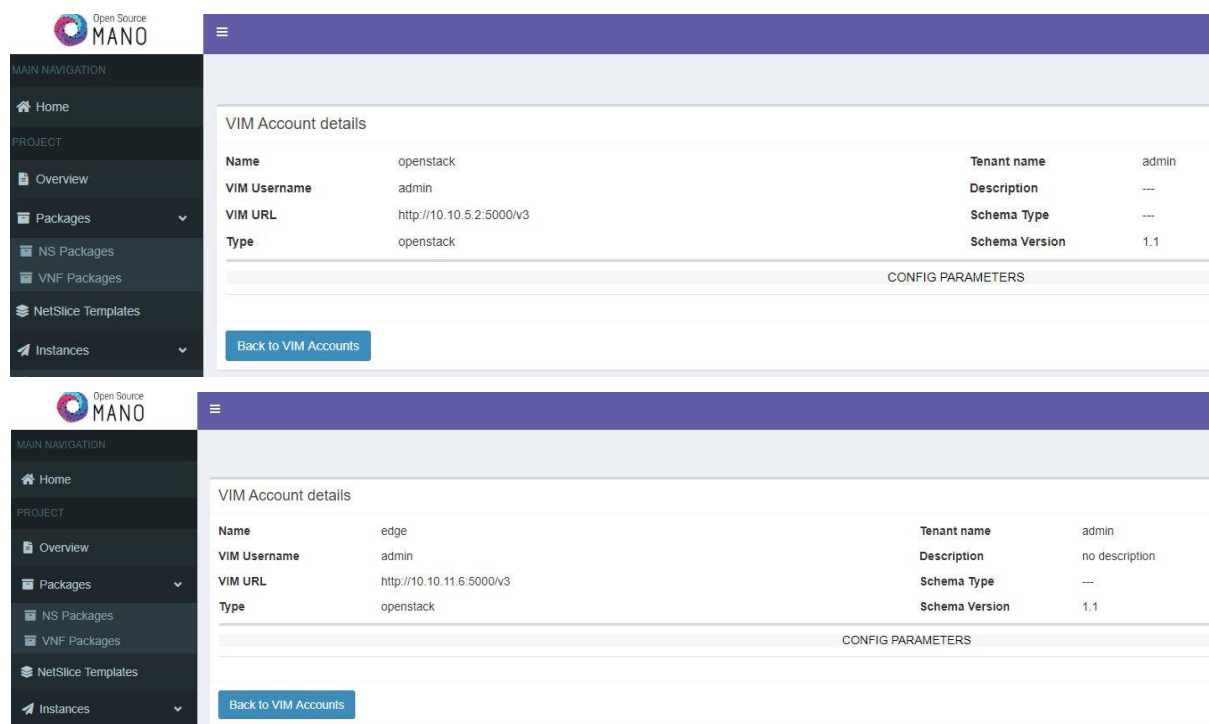 Open Source
MANO
MAIN NAVIGATION
Home
PROJECT
Overview
Packages
NS Packages
VNF Packages
NetSlice Templates
Instances
VIM Account details
Name openstack Tenant name admin
VIM Username admin Description ---
VIM URL http://10.10.5.2:5000/v3 Schema Type ---
Type openstack Schema Version 1.1
CONFIG PARAMETERS
Back to VIM Accounts
Open Source
MANO
MAIN NAVIGATION
Home
PROJECT
Overview
Packages
NS Packages
VNF Packages
NetSlice Templates
Instances
VIM Account details
Name edge Tenant name admin
VIM Username admin Description no description
VIM URL http://10.10.11.6:5000/v3 Schema Type ---
Type openstack Schema Version 1.1
CONFIG PARAMETERS
Back to VIM Accounts